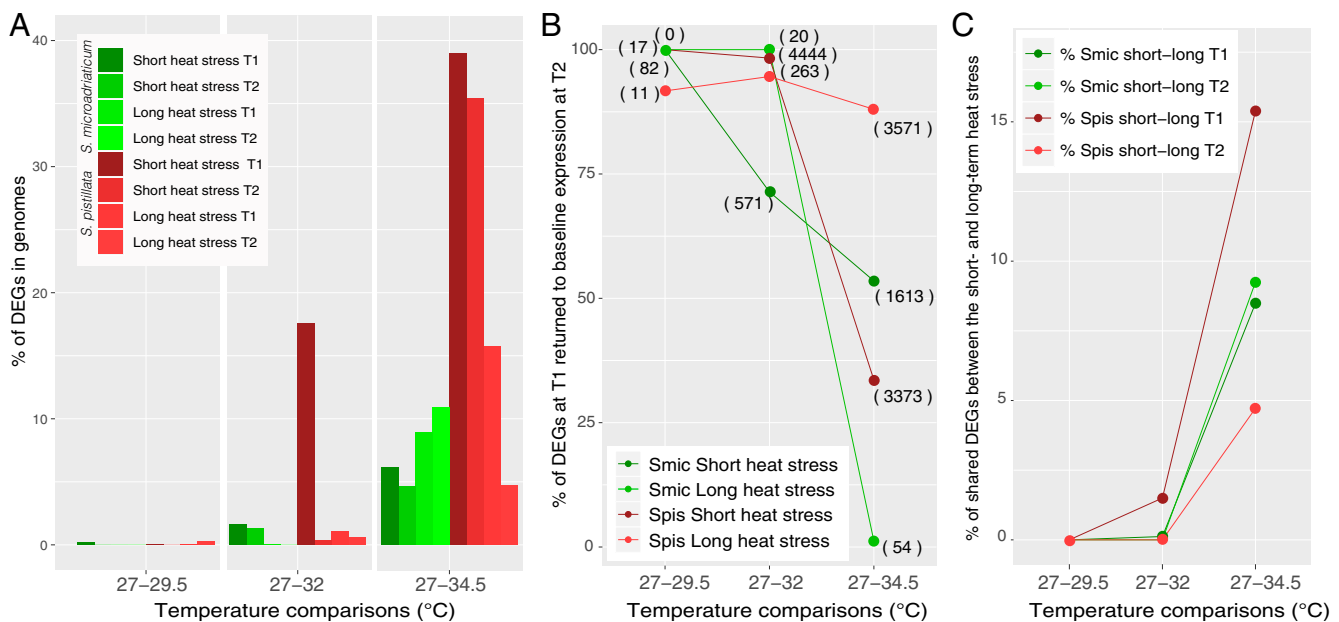 A
% of DEGs in genomes
40
30
20
10
0
S. microadriaticum
S. pistillata
Short heat stress T1
Short heat stress T2
Long heat stress T1
Long heat stress T2
Short heat stress T1
Short heat stress T2
Long heat stress T1
Long heat stress T2
27−29.5
27−32
27−34.5
Temperature comparisons (°C)
B
% of DEGs at T1 returned to baseline expression at T2
100
75
50
25
0
( 0 )
( 17 )
( 82 )
( 11 )
( 20 )
( 4444 )
( 263 )
( 3571 )
( 571 )
( 1613 )
( 3373 )
( 54 )
Smic Short heat stress
Smic Long heat stress
Spis Short heat stress
Spis Long heat stress
27−29.5
27−32
27−34.5
Temperature comparisons (°C)
C
% of shared DEGs between the short- and long-term heat stress
15
10
5
0
% Smic short−long T1
% Smic short−long T2
% Spis short−long T1
% Spis short−long T2
27−29.5
27−32
27−34.5
Temperature comparisons (°C)